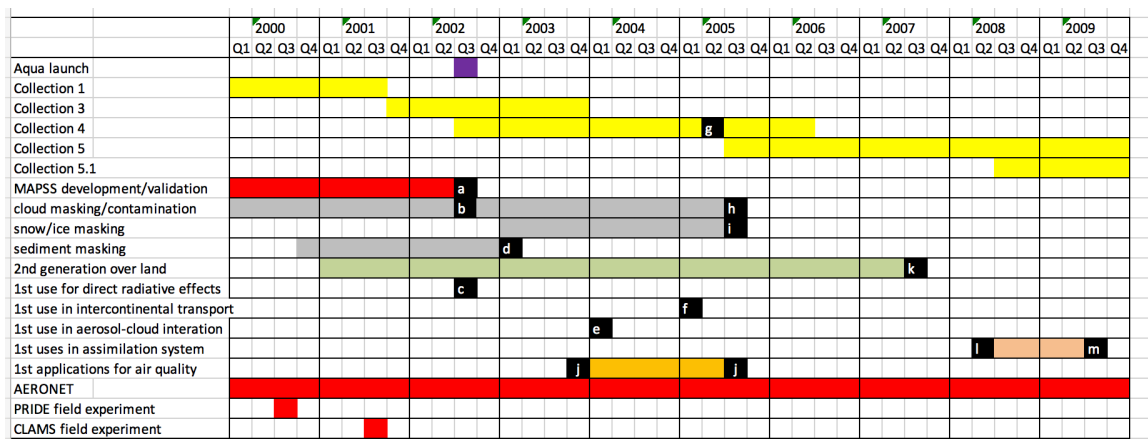 2000 2001 2002 2003 2004 2005 2006 2007 2008 2009
Q1 Q2 Q3 Q4 Q1 Q2 Q3 Q4 Q1 Q2 Q3 Q4 Q1 Q2 Q3 Q4 Q1 Q2 Q3 Q4 Q1 Q2 Q3 Q4 Q1 Q2 Q3 Q4 Q1 Q2 Q3 Q4 Q1 Q2 Q3 Q4 Q1 Q2 Q3 Q4
Aqua launch
Collection 1
Collection 3
Collection 4 g
Collection 5
Collection 5.1
MAPSS development/validation a
cloud masking/contamination b h
snow/ice masking i
sediment masking d
2nd generation over land k
1st use for direct radiative effects c
1st use in intercontinental transport f
1st use in aerosol-cloud interation e
1st uses in assimilation system l m
1st applications for air quality j j
AERONET
PRIDE field experiment
CLAMS field experiment